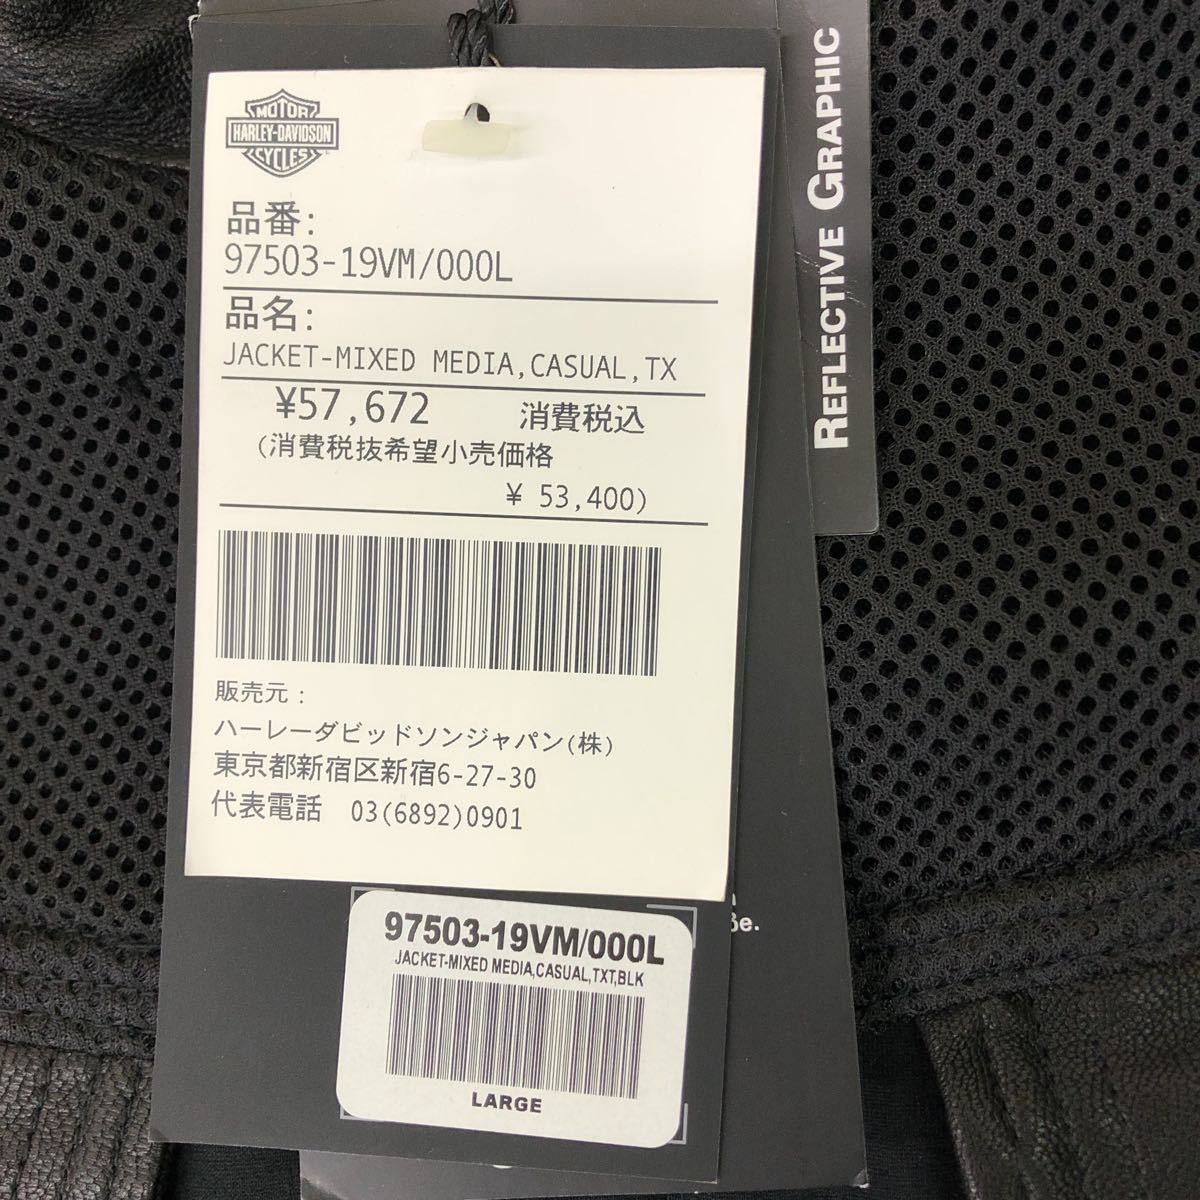 MOTOR
HARLEY-DAVIDSON
CYCLES
品番:
97503-19VM/000L
品名:
JACKET-MIXED MEDIA,CASUAL,TX
¥57,672 消費税込
(消費税抜希望小売価格
¥ 53,400)
販売元:
ハーレーダビッドソンジャパン(株)
東京都新宿区新宿6-27-30
代表電話 03(6892)0901
97503-19VM/000L
JACKET-MIXED MEDIA,CASUAL,TXT,BLK
LARGE
REFLECTIVE GRAPHIC